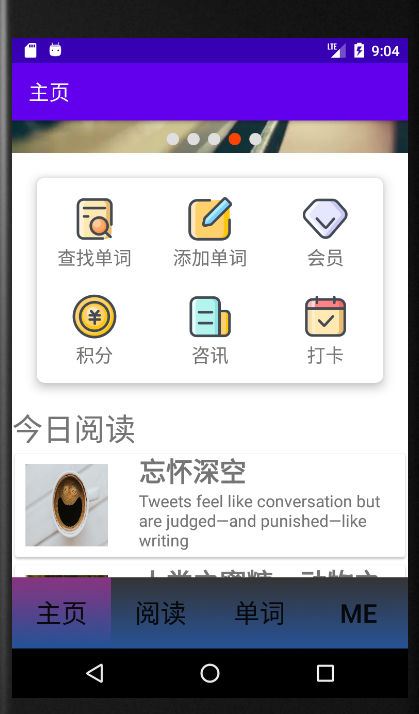 LTE 9:04
主页
查找单词 添加单词 会员
积分 咨讯 打卡
今日阅读
忘怀深空
Tweets feel like conversation but
are judged—and punished—like
writing
主页 阅读 单词 ME